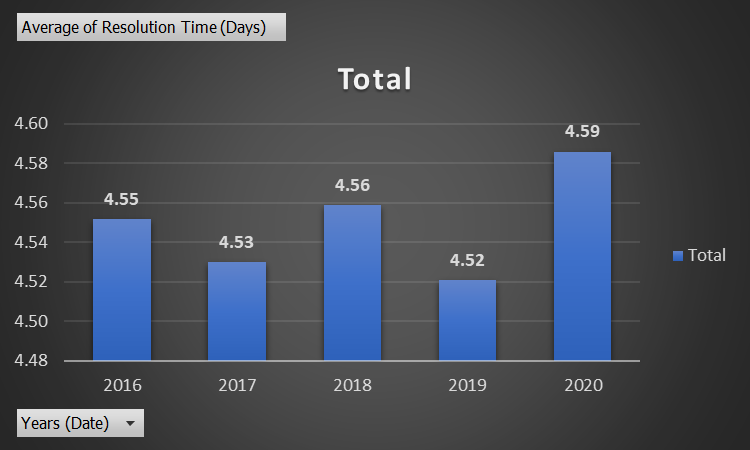 Average of Resolution Time (Days)
Total
4.60
4.58
4.56
4.54
4.52
4.50
4.48
4.55
4.53
4.56
4.52
4.59
2016 2017 2018 2019 2020
Total
Years (Date)